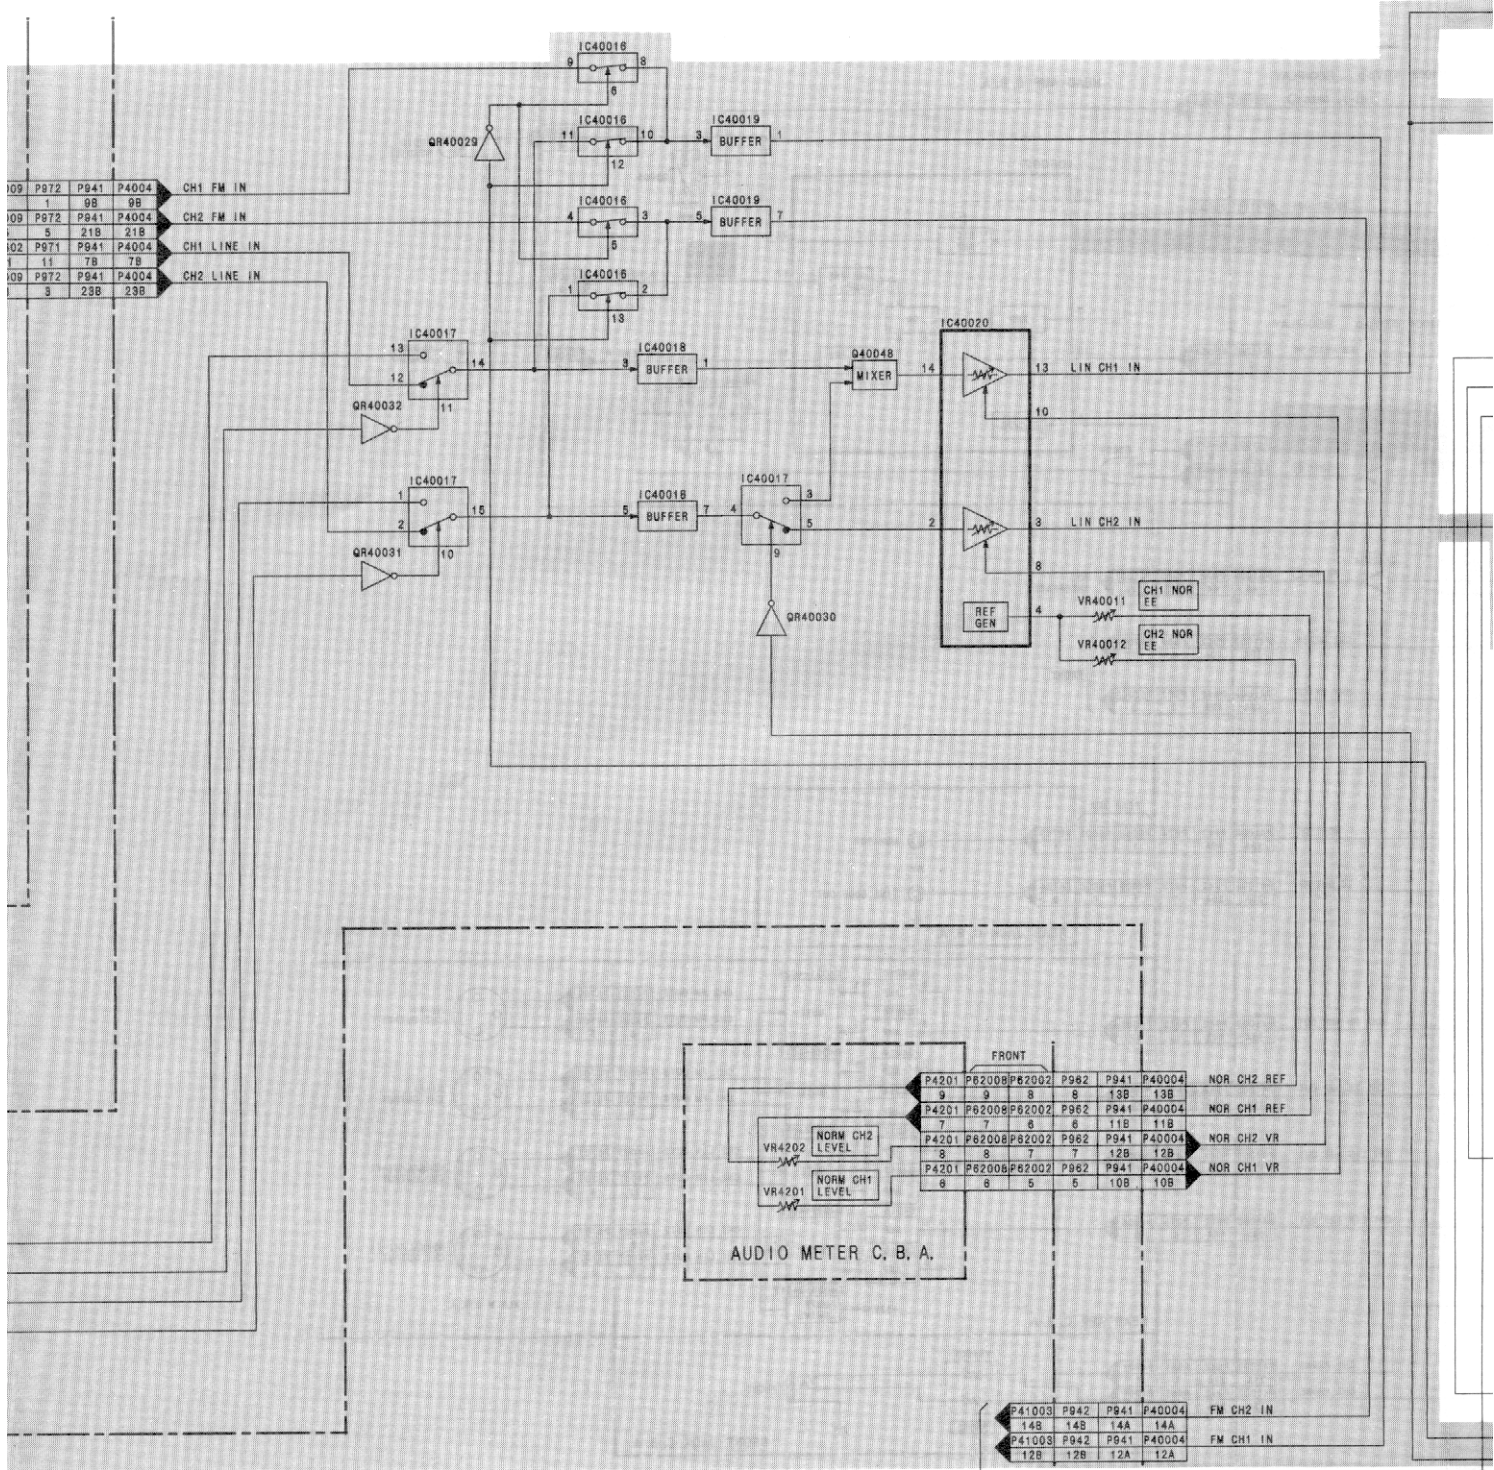 IC40016
9 8
6
IC40016
11 10
12
QR40029
IC40019
3 BUFFER 1
IC40016
4 3
5
IC40019
5 BUFFER 7
IC40016
1 2
13
009 P972 P941 P4004 CH1 FM IN
1 9B 9B
009 P972 P941 P4004 CH2 FM IN
5 21B 21B
P971 P941 P4004 CH1 LINE IN
11 7B 7B
009 P972 P941 P4004 CH2 LINE IN
3 23B 23B
IC40017
13 14
12
11
QR40032
IC40018
3 BUFFER 1
Q40048
MIXER
IC40020
14 13 LIN CH1 IN
10
IC40017
1 15
2
10
QR40031
IC40018
5 BUFFER 7
IC40017
4 3
5
9
QR40030
2 3 LIN CH2 IN
8
REF GEN 4
VR40011
CH1 NOR EE
VR40012
CH2 NOR EE
FRONT
P4201 P62008 P62002 P962 P941 P40004 NOR CH2 REF
9 9 8 8 13B 13B
P4201 P62008 P62002 P962 P941 P40004 NOR CH1 REF
7 7 6 6 11B 11B
P4201 P62008 P62002 P962 P941 P40004 NOR CH2 VR
8 8 7 7 12B 12B
P4201 P62008 P62002 P962 P941 P40004 NOR CH1 VR
6 6 5 5 10B 10B
VR4202
NORM CH2 LEVEL
VR4201
NORM CH1 LEVEL
AUDIO METER C. B. A.
P41003 P942 P941 P40004 FM CH2 IN
14B 14B 14A 14A
P41003 P942 P941 P40004 FM CH1 IN
12B 12B 12A 12A